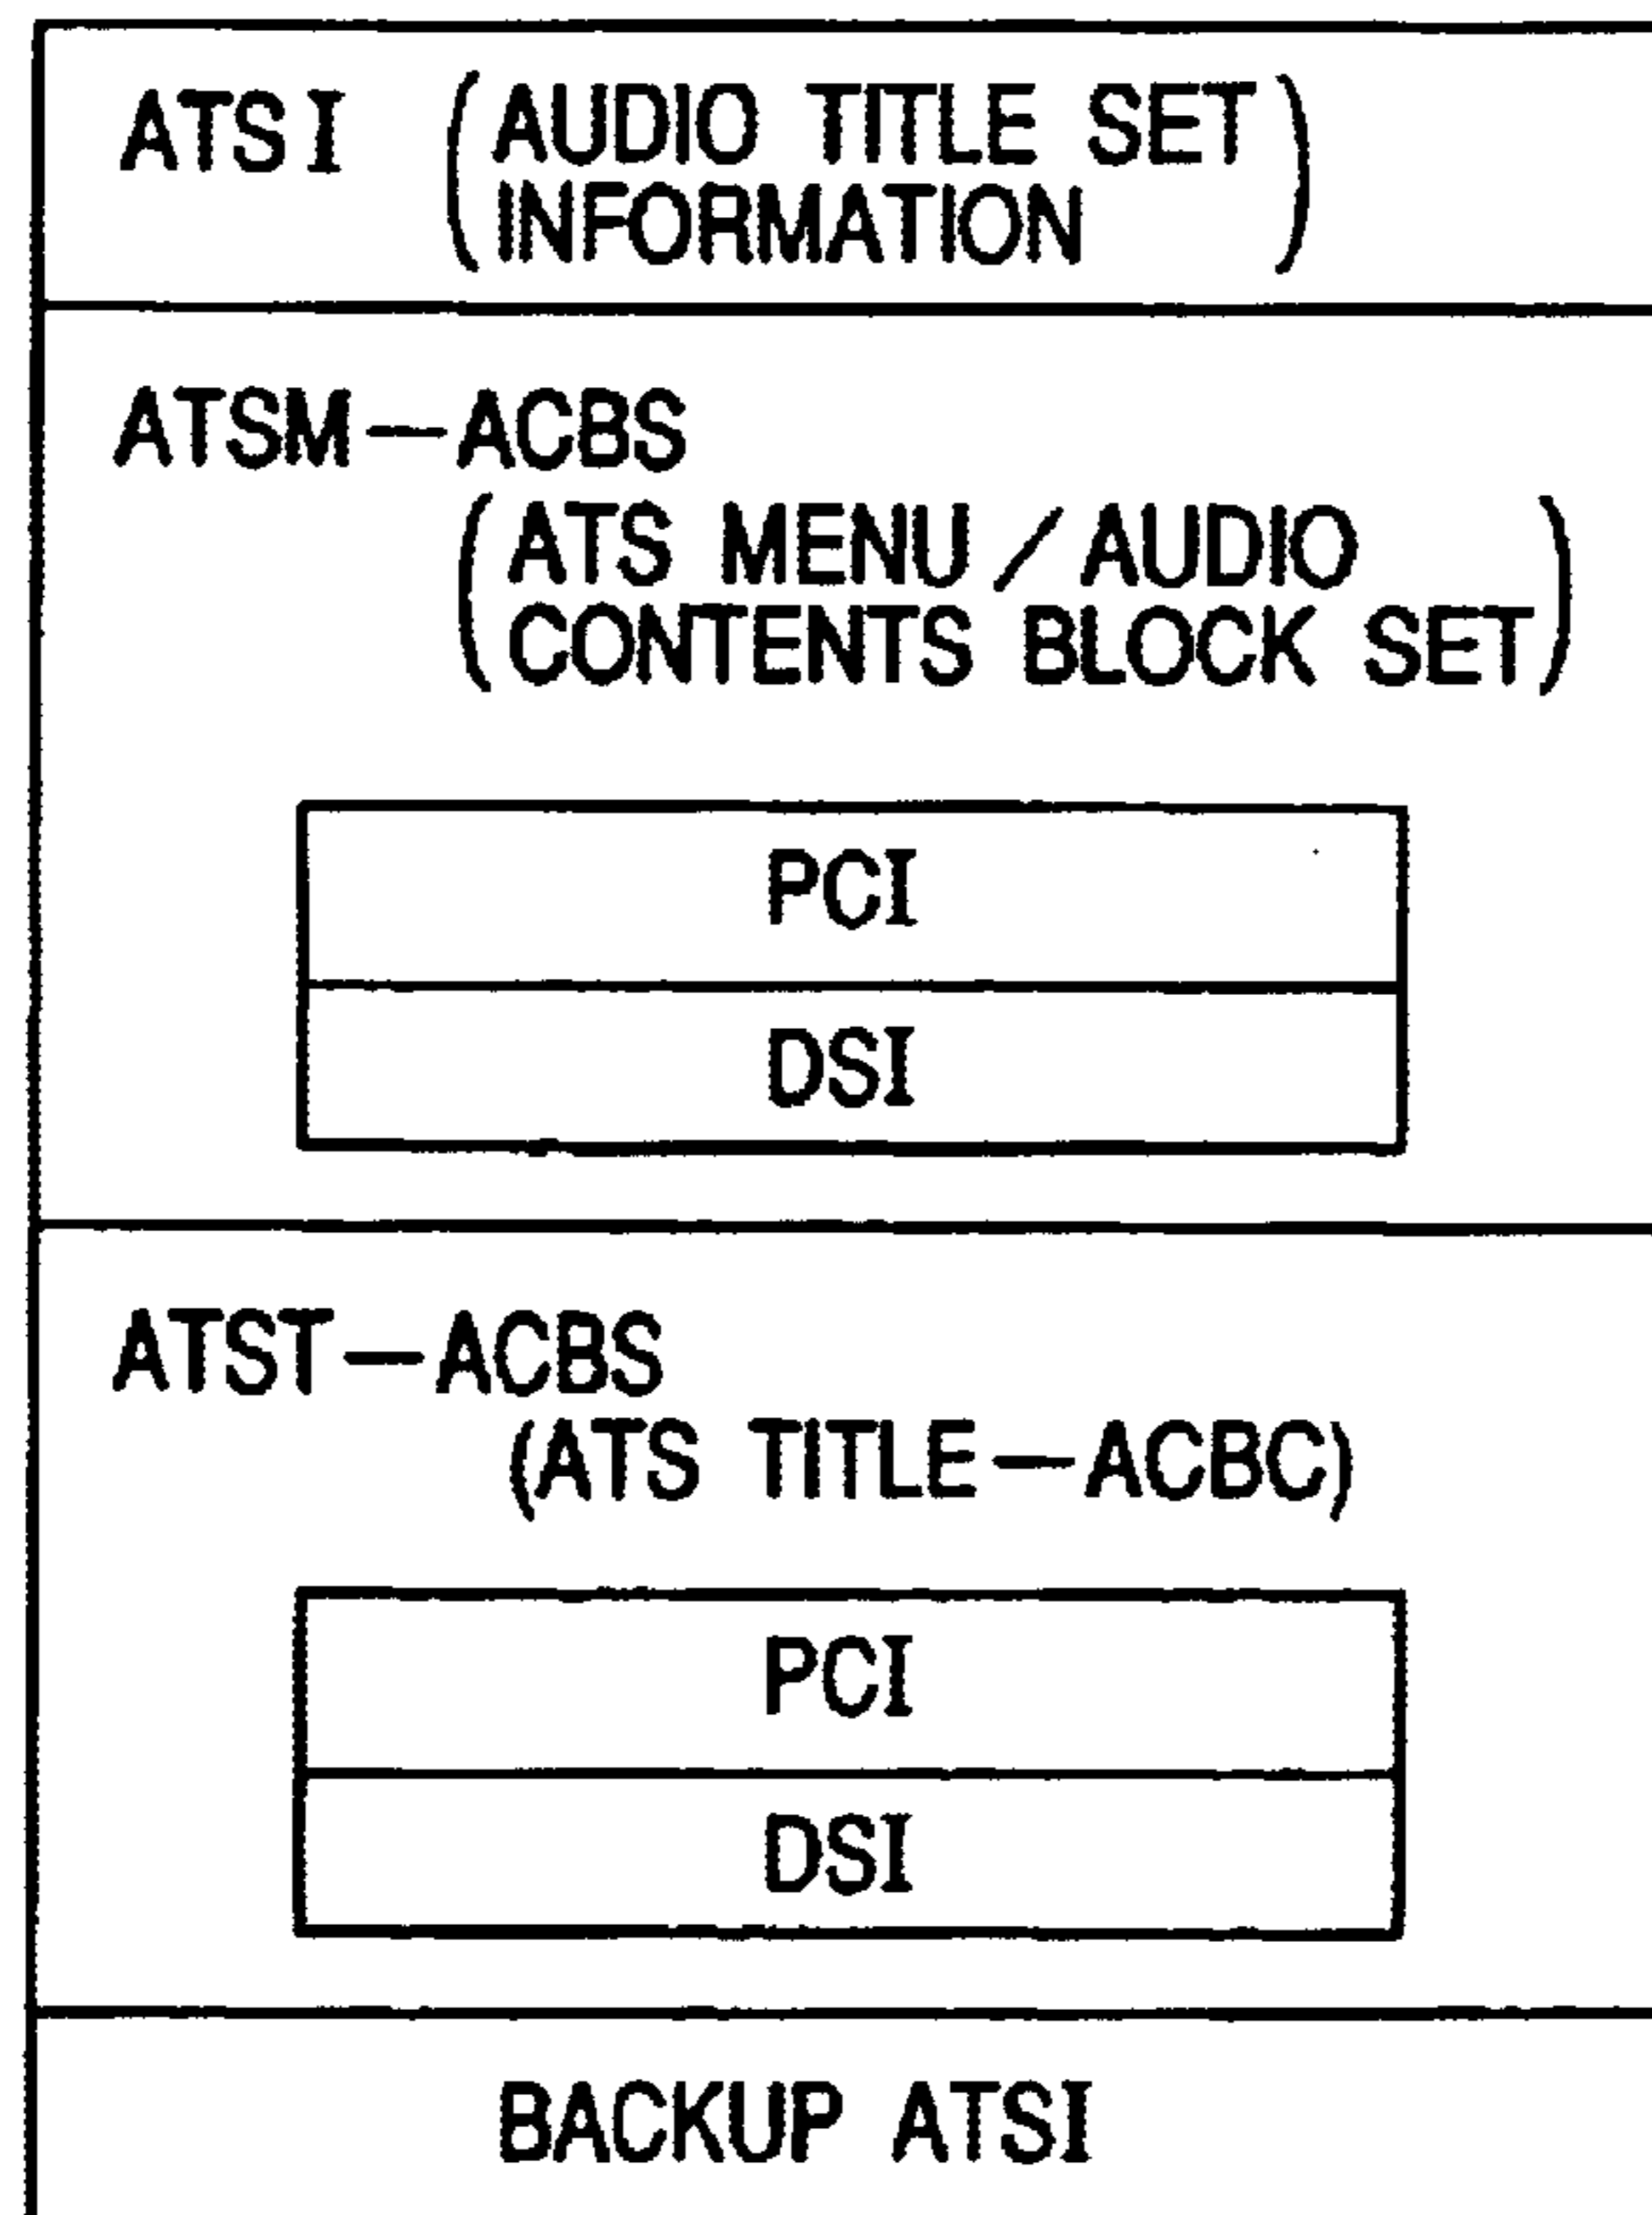 ATSI (AUDIO TITLE SET
INFORMATION)
ATSM—ACBS
(ATS MENU/AUDIO
CONTENTS BLOCK SET)
PCI
DSI
ATST—ACBS
(ATS TITLE—ACBC)
PCI
DSI
BACKUP ATSI